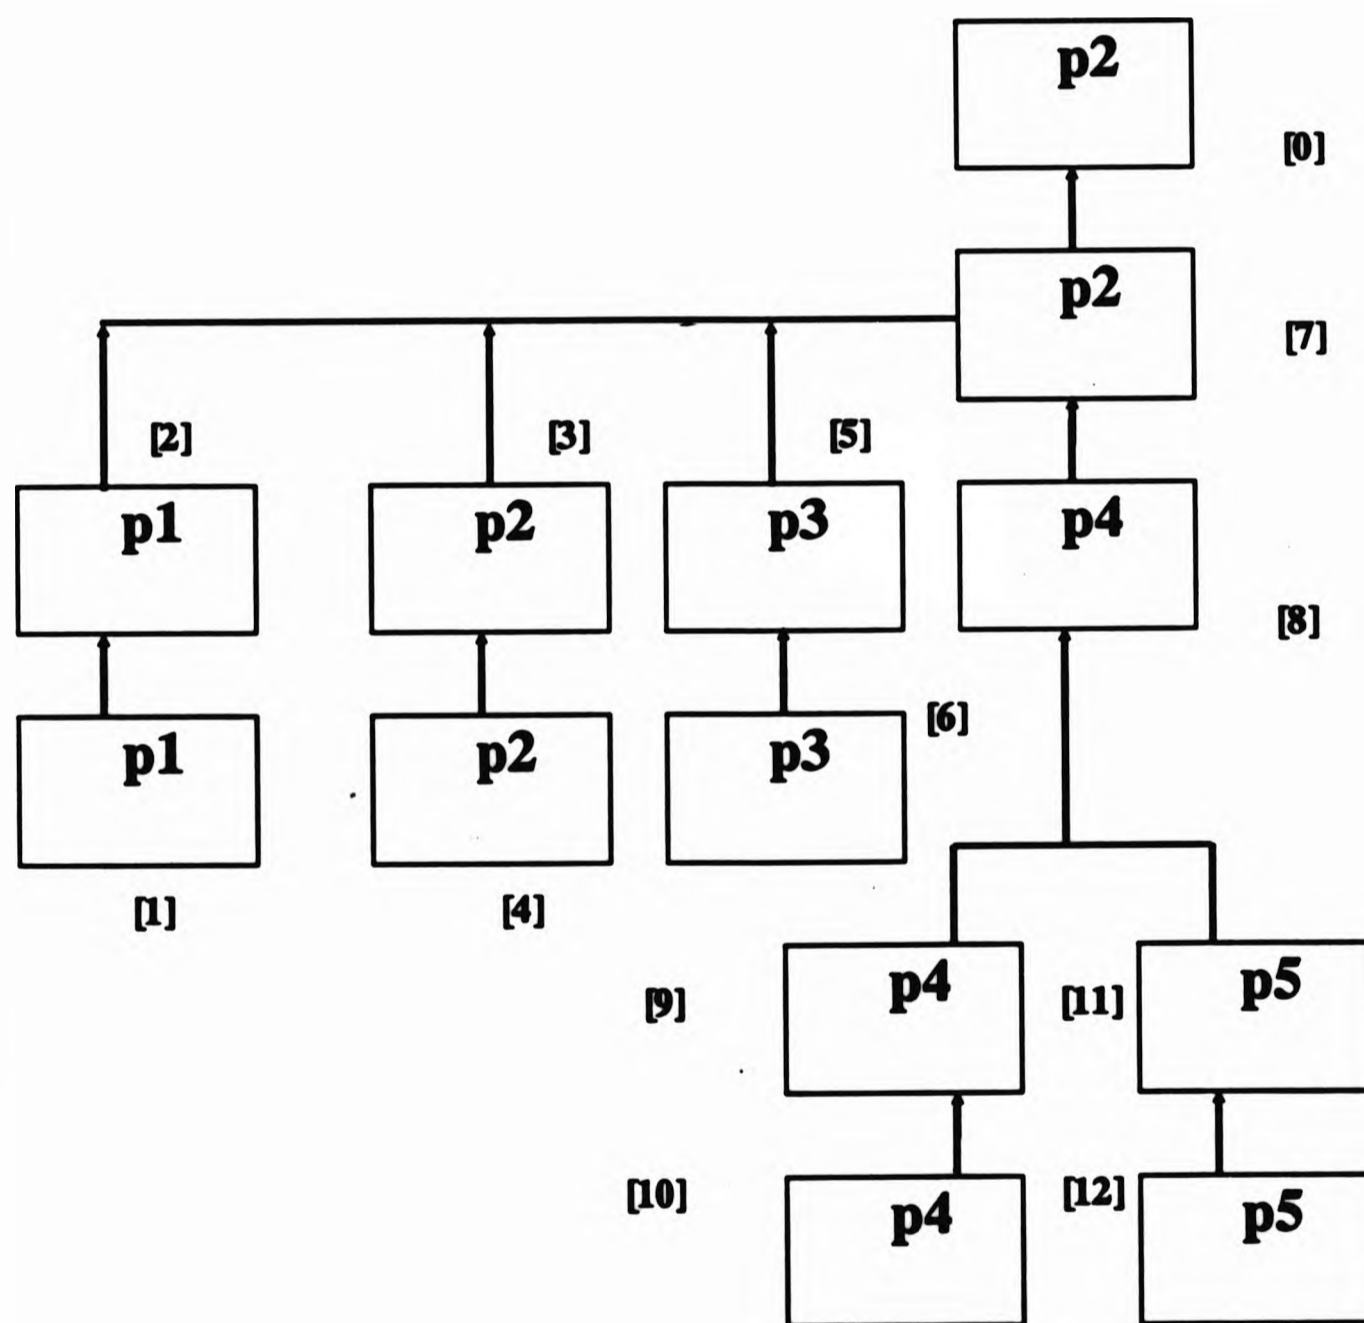 p2
[0]
p2
[7]
[2] [3] [5]
p1 p2 p3 p4
[8]
p1 p2 p3 [6]
[1] [4]
[9] p4 [11] p5
[10] p4 [12] p5